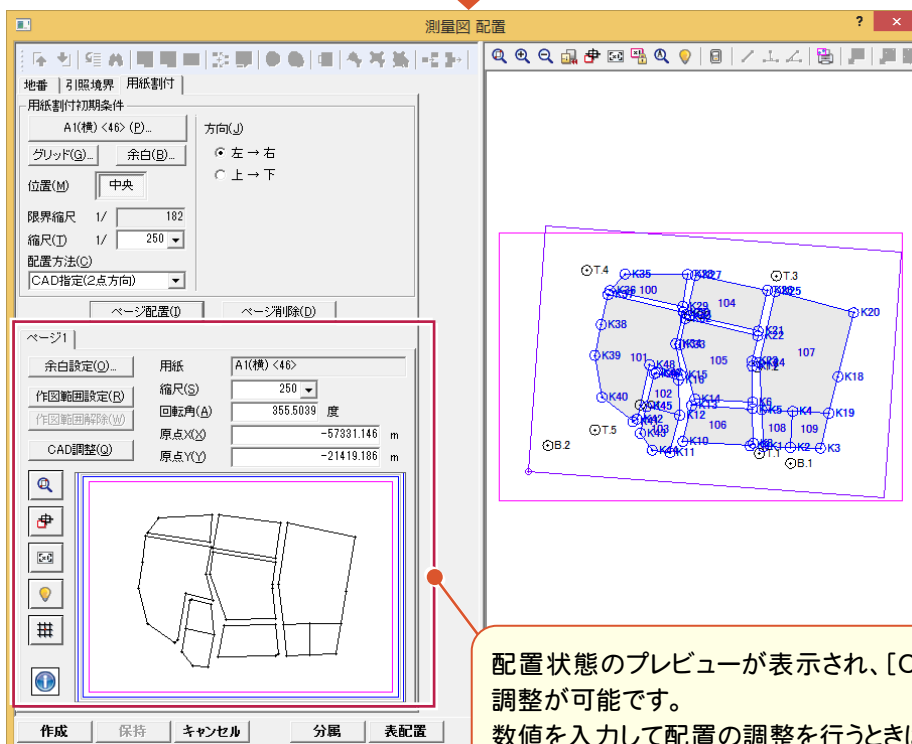 測量図 配置
? ×
地番 引照境界 用紙割付
用紙割付初期条件
A1(横) <46> (P)...
方向(J)
グリッド(G)... 余白(B)...
左 → 右
上 → 下
位置(M) 中央
限界縮尺 1/ 182
縮尺(T) 1/ 250
配置方法(C)
CAD指定(2点方向)
ページ配置(I) ページ削除(D)
ページ1
余白設定(O)...
用紙 A1(横) <46>
作図範囲設定(R)
縮尺(S) 250
作図範囲解除(W)
回転角(A) 355.5039 度
CAD調整(Q)
原点X(X) -57331.146 m
原点Y(Y) -21419.186 m
作成 保持 キャンセル 分属 表配置
T.4
K35
T.3
100
104
K29
K20
K38
K22
107
K39
101
105
K18
K16
K40
K14
K13
K6
K5
K4
K19
K12
102
103
106
108
109
T.5
B.2
K10
K11
K1
K2
K3
T.1
B.1
配置状態のプレビューが表示され、[C
調整が可能です。
数値を入力して配置の調整を行うときは